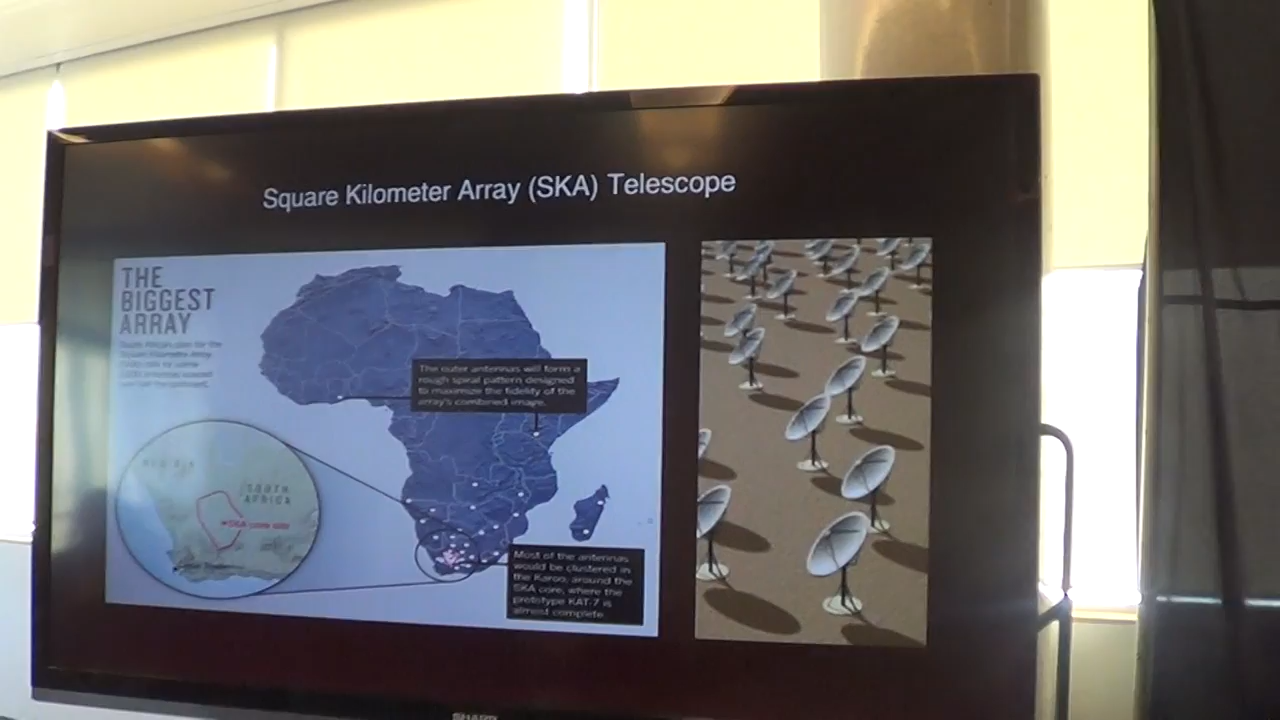 Square Kilometer Array (SKA) Telescope
THE
BIGGEST
ARRAY
The outer antennas will form a
rough spiral pattern designed
to maximize the fidelity of the
array's combined image.
SOUTH
AFRICA
SKA core site
Most of the antennas
would be clustered in
the Karoo, around the
SKA core, where the
prototype KAT-7 is
almost complete
SHARP